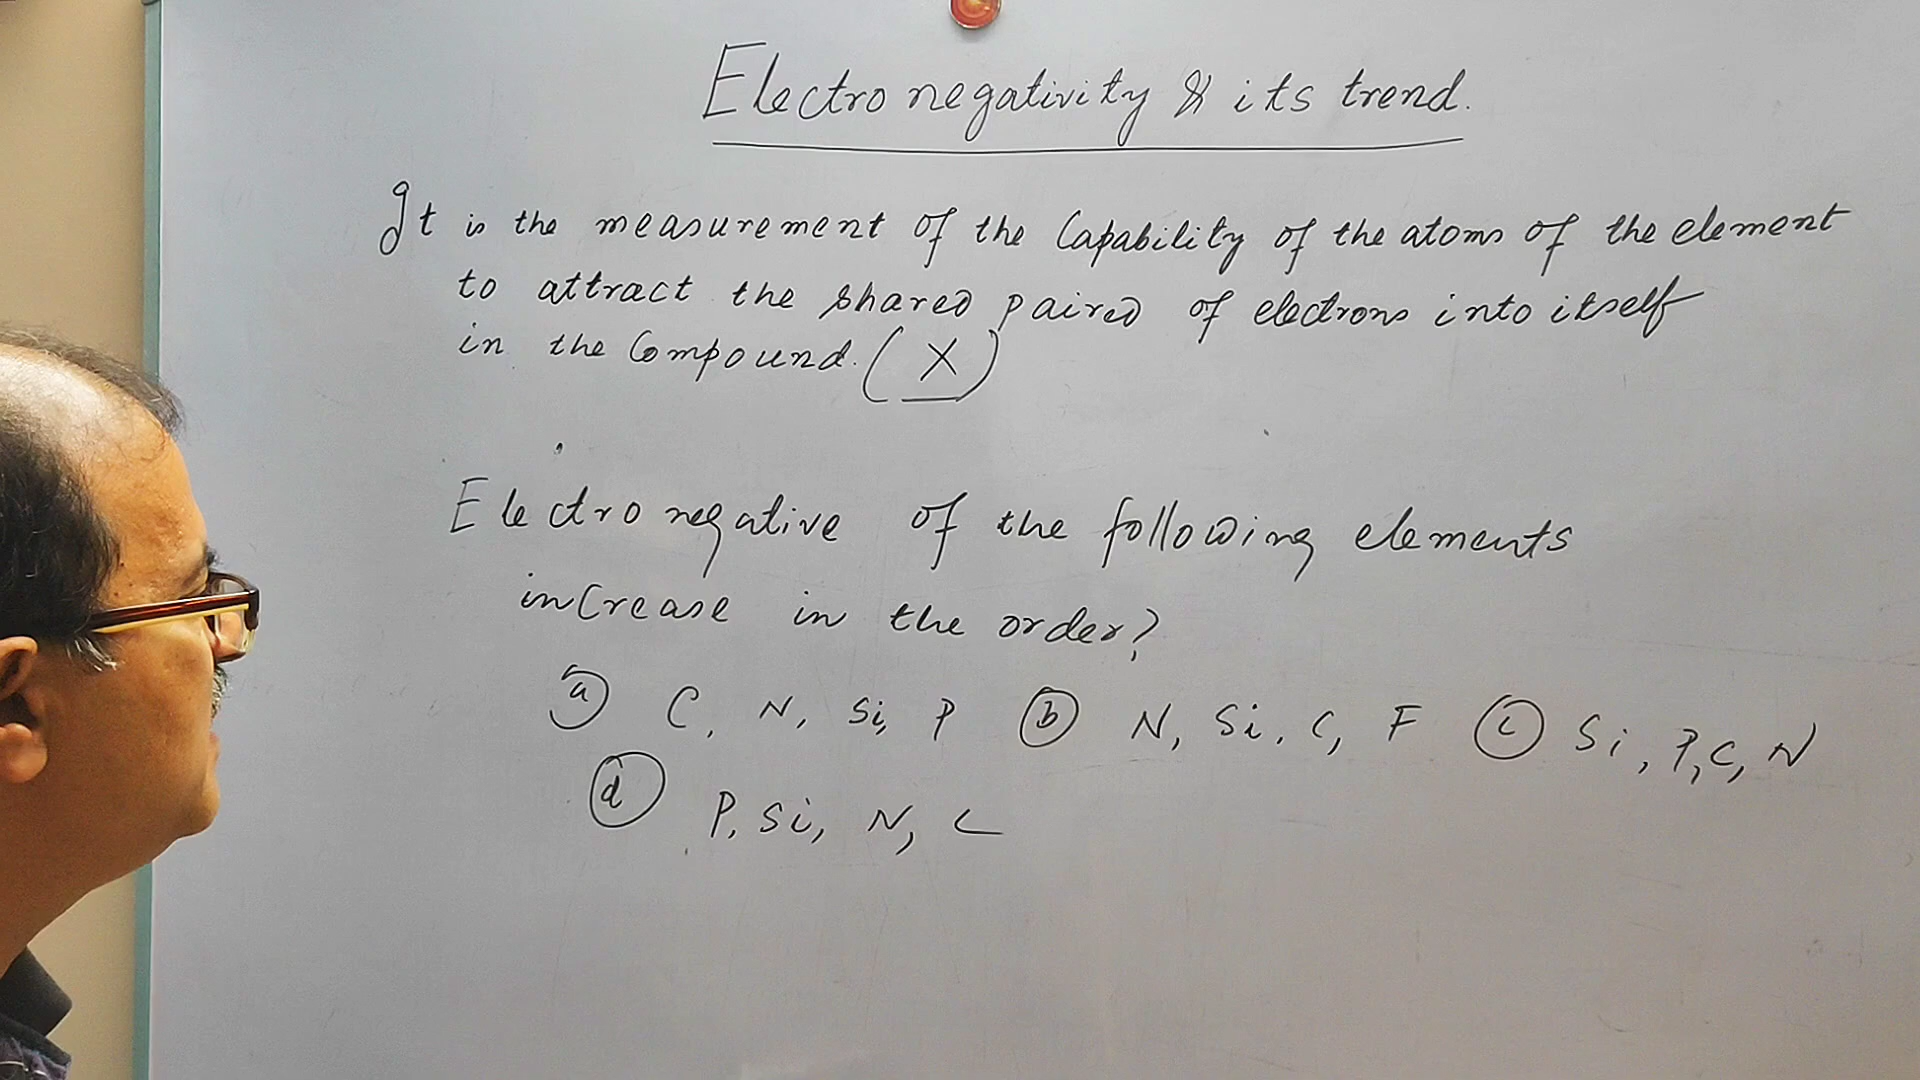 Electronegativity & its trend.
It is the measurement of the Capability of the atoms of the element
to attract the shared paired of electrons into itself
in the Compound. (X)
Electronegative of the following elements
increase in the order?
(a) C, N, Si, P (b) N, Si, C, F (c) Si, P, C, N
(d) P, Si, N, C